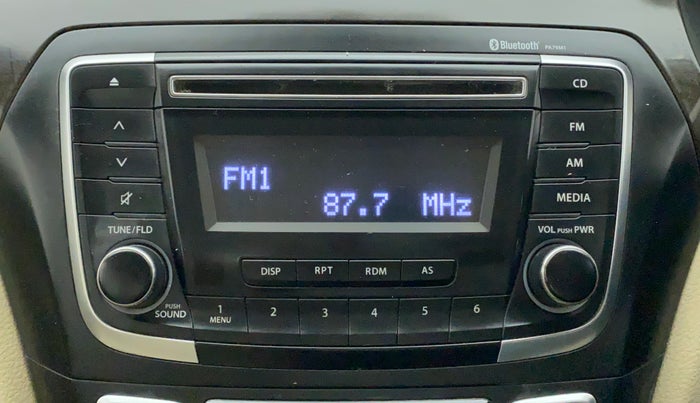 Bluetooth
CD
FM
AM
MEDIA
FM1
87.7 MHz
TUNE/FLD
VOL PUSH PWR
DISP RPT RDM AS
PUSH
SOUND
1 2 3 4 5 6
MENU